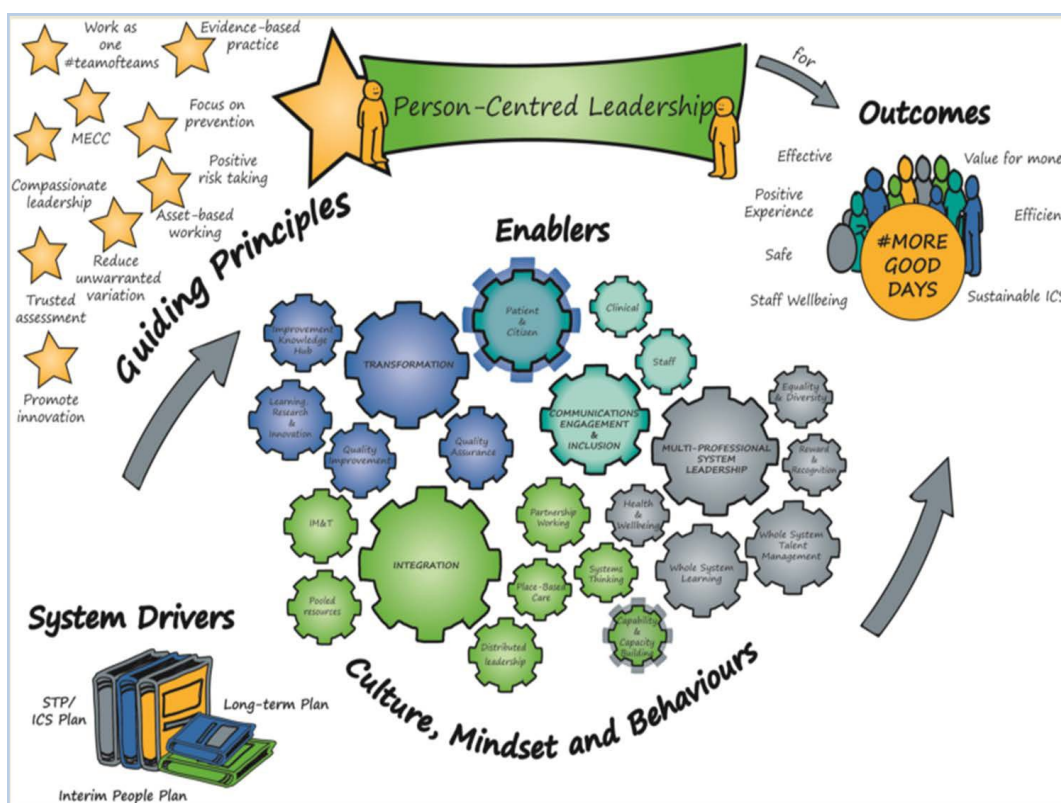 Work as
one
#teamofteams
Evidence-based
practice
MECC
Focus on
prevention
Compassionate
leadership
Positive
risk taking
Asset-based
working
Reduce
unwarranted
variation
Trusted
assessment
Promote
innovation
Guiding Principles
Person-Centred Leadership
for
Outcomes
Effective
Value for mone
Positive
Experience
Efficien
Safe
Staff Wellbeing
Sustainable ICS
#MORE
GOOD
DAYS
Enablers
Improvement
Knowledge
Hub
TRANSFORMATION
Patient
&
Citizen
Clinical
Staff
Learning,
Research
&
Innovation
Quality
Improvement
Quality
Assurance
COMMUNICATIONS
ENGAGEMENT
&
INCLUSION
MULTI-PROFESSIONAL
SYSTEM
LEADERSHIP
Equality
& Diversity
Reward
&
Recognition
IM&T
INTEGRATION
Pooled
resources
Partnership
Working
Health
&
Wellbeing
Systems
Thinking
Place-Based
Care
Whole System
Learning
Whole System
Talent
Management
Distributed
leadership
Capability
&
Capacity
Building
Culture, Mindset and Behaviours
System Drivers
STP/
ICS Plan
Long-term Plan
Interim People Plan